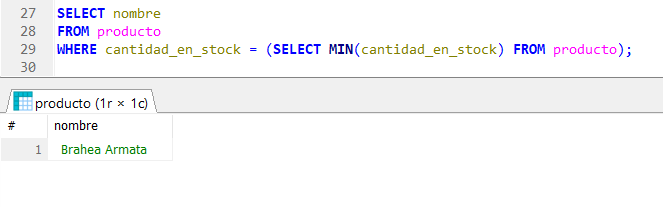 27 SELECT nombre
28 FROM producto
29 WHERE cantidad_en_stock = (SELECT MIN(cantidad_en_stock) FROM producto);
30
producto (1r × 1c)
# nombre
1 Brahea Armata